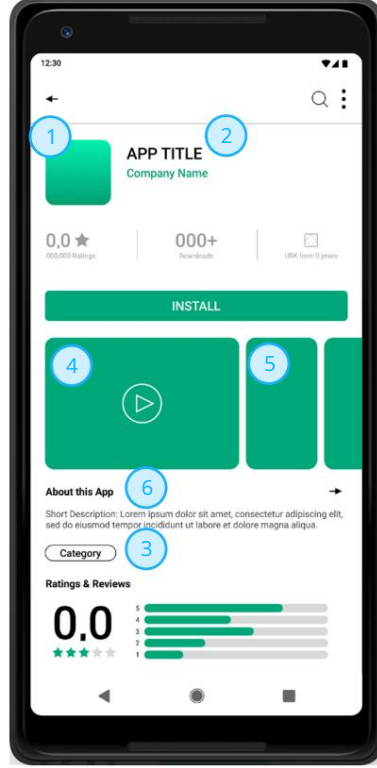 12:30
1
2
APP TITLE
Company Name
0,0 ★
000+
000,000 Ratings
Downloads
USK from 0 years
INSTALL
4
5
About this App
6
Short Description: Lorem ipsum dolor sit amet, consectetur adipiscing elit,
sed do eiusmod tempor incididunt ut labore et dolore magna aliqua.
Category
3
Ratings & Reviews
0,0
5
4
3
2
1